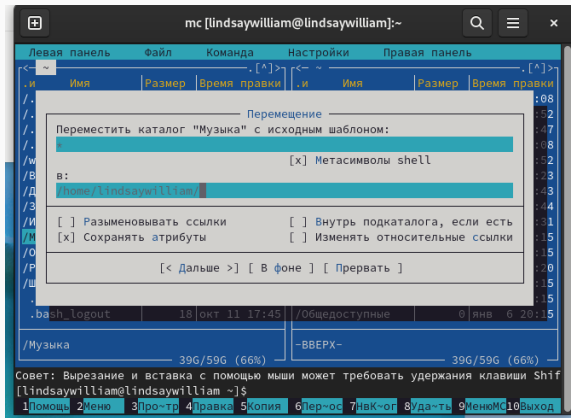 mc [lindsaywilliam@lindsaywilliam]:~
Левая панель Файл Команда Настройки Правая панель
~ .[^]> ~ .[^]>
.и Имя Размер Время правки .и Имя Размер Время правки
Перемещение
Переместить каталог "Музыка" с исходным шаблоном:
*
[x] Метасимволы shell
в:
/home/lindsaywilliam/
[ ] Разыменовывать ссылки [ ] Внутрь подкаталога, если есть
[x] Сохранять атрибуты [ ] Изменять относительные ссылки
[< Дальше >] [ В фоне ] [ Прервать ]
.bash_logout 18 окт 11 17:45 /Общедоступные 0 янв 6 20:15
/Музыка -ВВЕРХ-
39G/59G (66%) 39G/59G (66%)
Совет: Вырезание и вставка с помощью мыши может требовать удержания клавиши Shif
[lindsaywilliam@lindsaywilliam ~]$
1Помощь 2Меню 3Про~тр 4Правка 5Копия 6Пер~ос 7НвК~ог 8Уда~ть 9МенюMC 10Выход